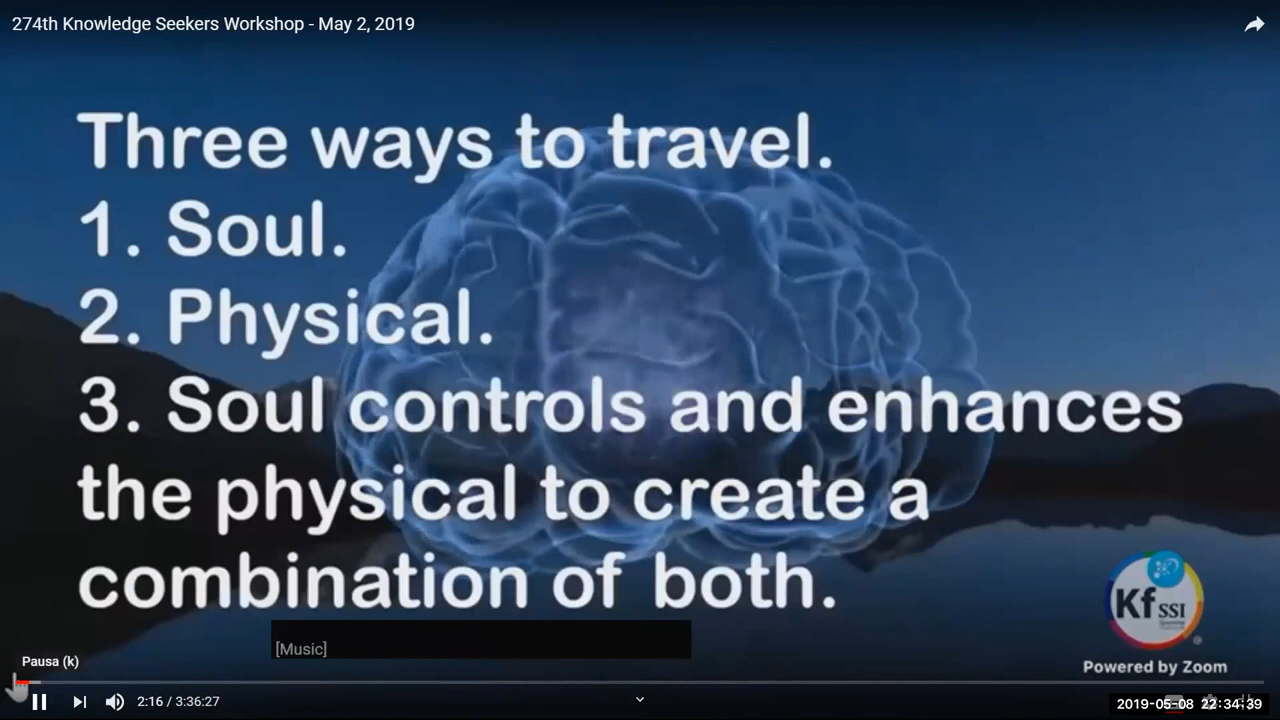 274th Knowledge Seekers Workshop - May 2, 2019
Three ways to travel.
1. Soul.
2. Physical.
3. Soul controls and enhances
the physical to create a
combination of both.
Kf SSI
[Music]
Pausa (k)
Powered by Zoom
2:16 / 3:36:27
2019-05-08 22:34:39